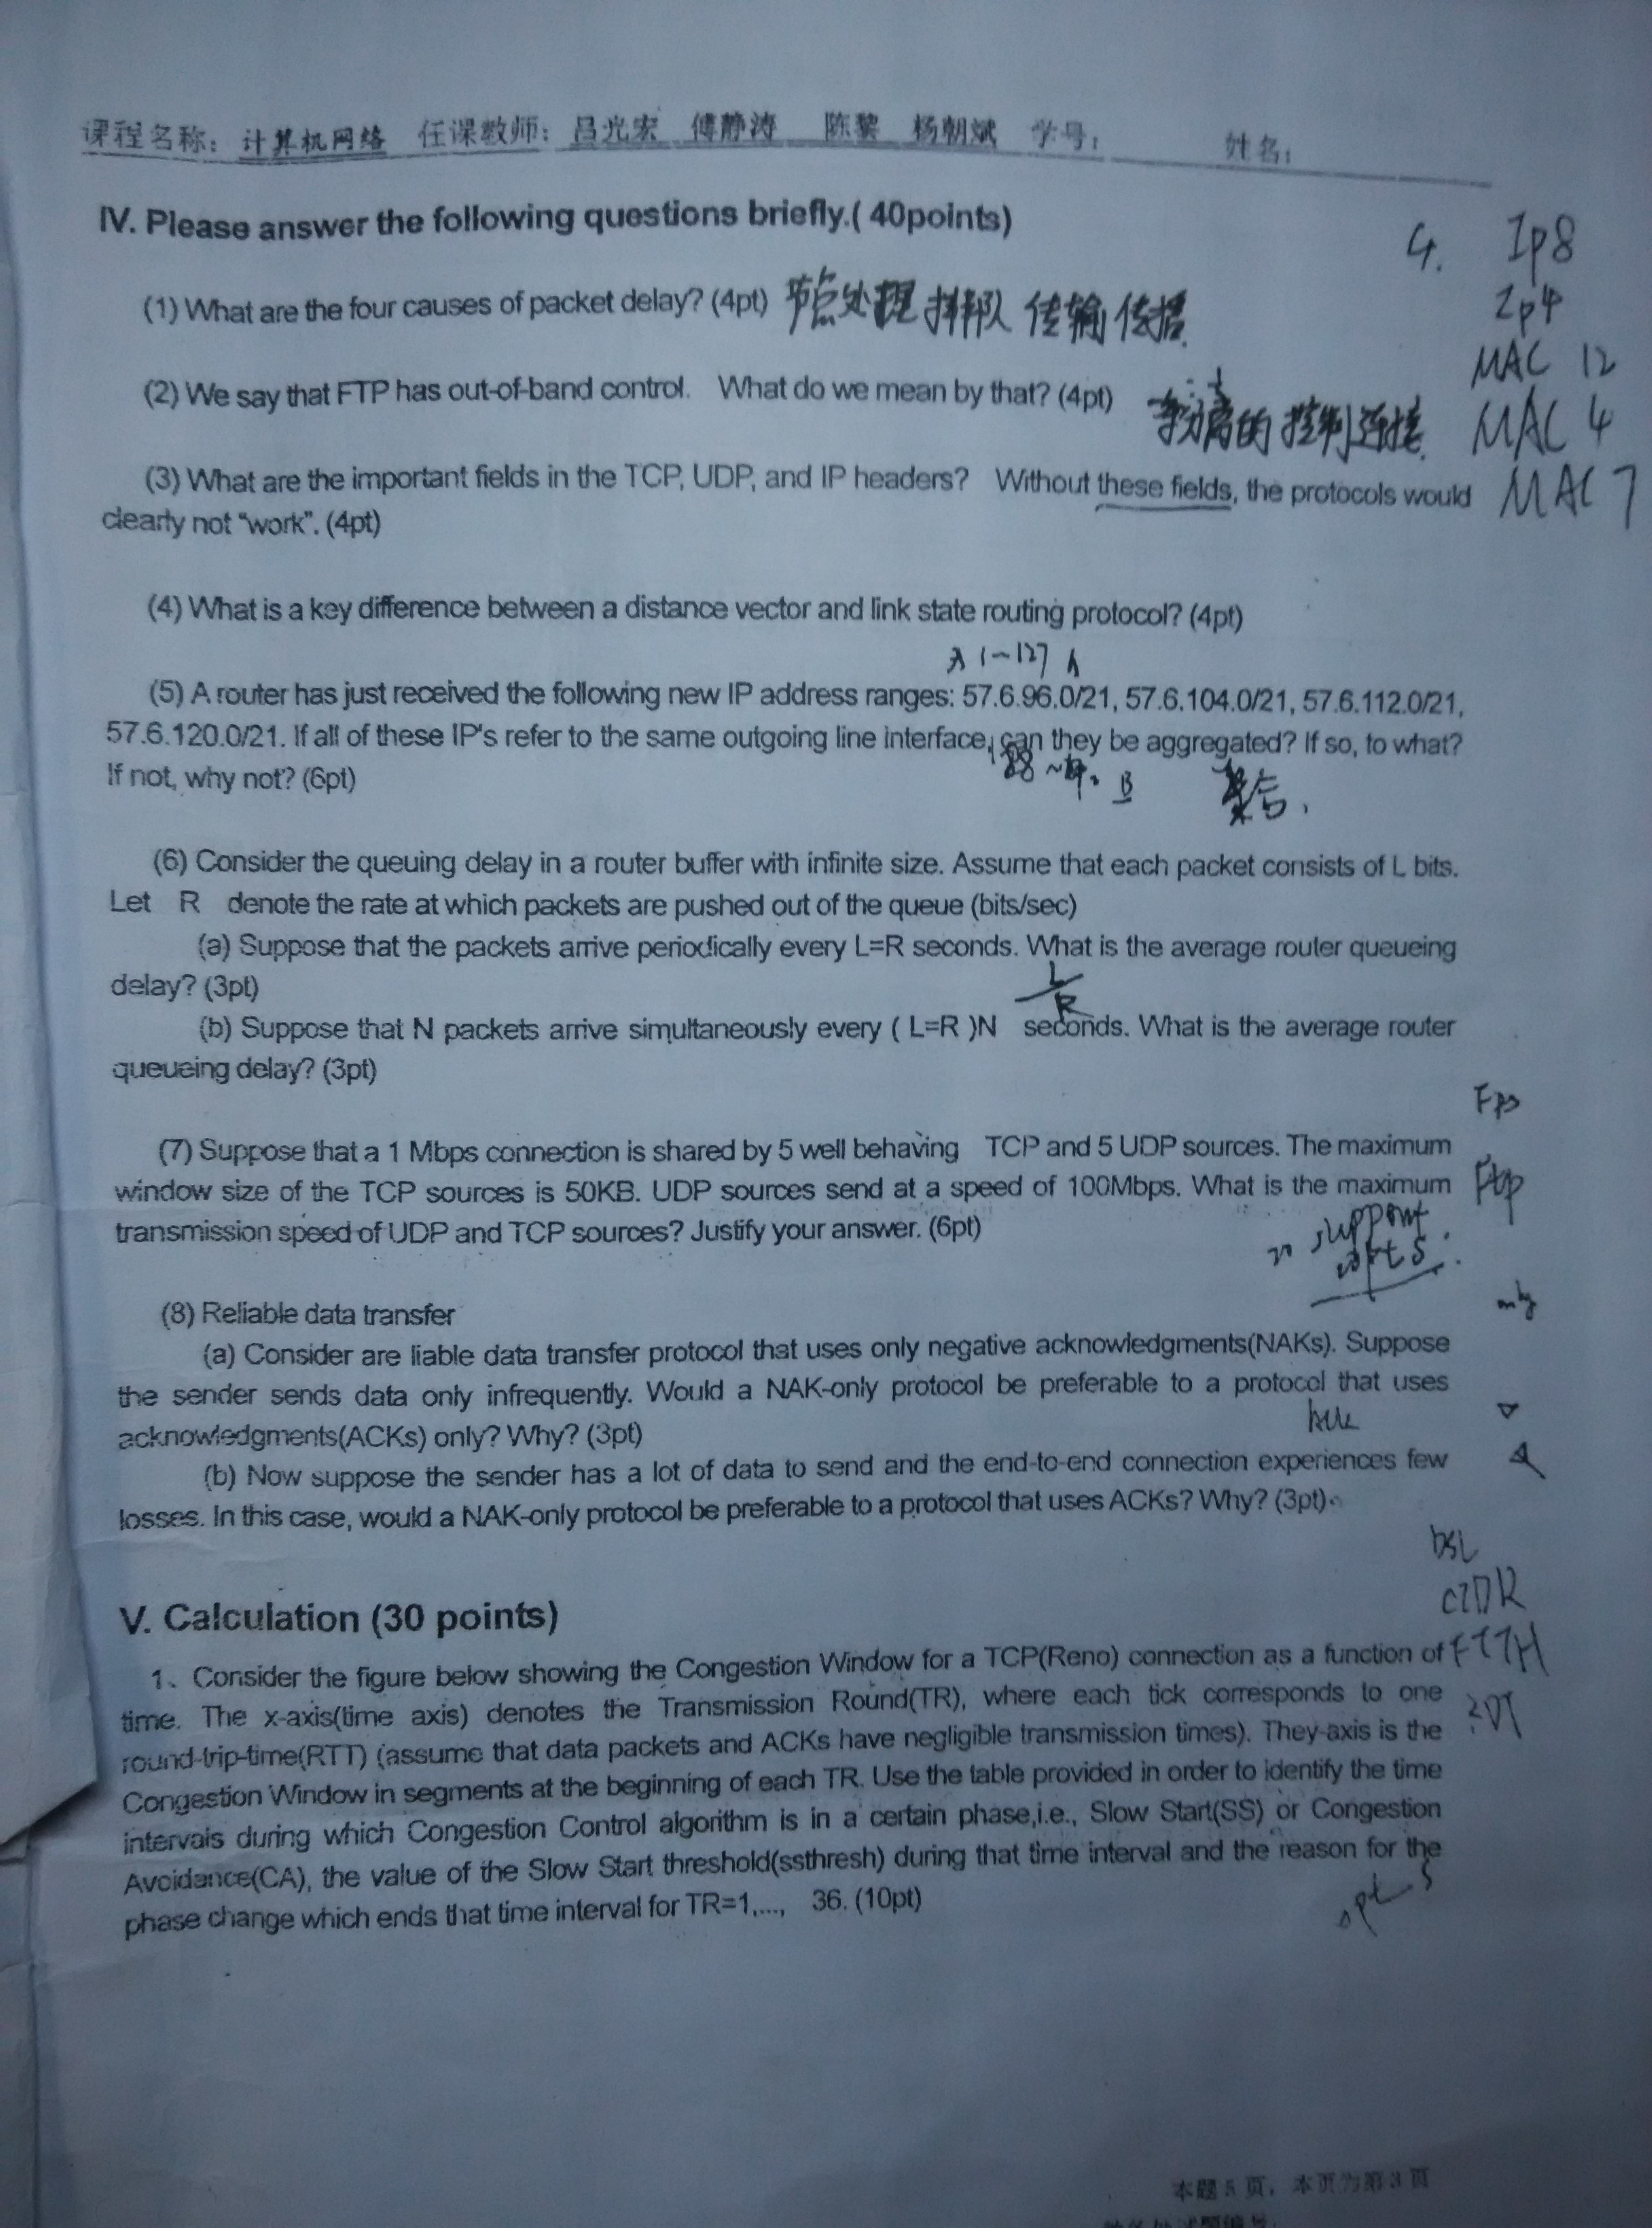 课程名称: 计算机网络 任课教师: 吕光宏 傅静涛 陈黎 杨朝斌 学号: 姓名:
IV. Please answer the following questions briefly.( 40points)
4. Ip8
Ip4
(1) What are the four causes of packet delay? (4pt) 节点处理 排队 传输 传播
MAC 12
(2) We say that FTP has out-of-band control. What do we mean by that? (4pt) 分离的 控制连接
MAC 4
(3) What are the important fields in the TCP, UDP, and IP headers? Without these fields, the protocols would
MAC 7
clearly not “work”. (4pt)
(4) What is a key difference between a distance vector and link state routing protocol? (4pt)
1~127 A
(5) A router has just received the following new IP address ranges: 57.6.96.0/21, 57.6.104.0/21, 57.6.112.0/21,
57.6.120.0/21. If all of these IP's refer to the same outgoing line interface, can they be aggregated? If so, to what?
If not, why not? (6pt)
B
(6) Consider the queuing delay in a router buffer with infinite size. Assume that each packet consists of L bits.
Let R denote the rate at which packets are pushed out of the queue (bits/sec)
(a) Suppose that the packets arrive periodically every L=R seconds. What is the average router queueing
delay? (3pt)
L
R
(b) Suppose that N packets arrive simultaneously every ( L=R )N seconds. What is the average router
queueing delay? (3pt)
(7) Suppose that a 1 Mbps connection is shared by 5 well behaving TCP and 5 UDP sources. The maximum
window size of the TCP sources is 50KB. UDP sources send at a speed of 100Mbps. What is the maximum
Ftp
transmission speed of UDP and TCP sources? Justify your answer. (6pt)
support
(8) Reliable data transfer
(a) Consider are liable data transfer protocol that uses only negative acknowledgments(NAKs). Suppose
the sender sends data only infrequently. Would a NAK-only protocol be preferable to a protocol that uses
acknowledgments(ACKs) only? Why? (3pt)
(b) Now suppose the sender has a lot of data to send and the end-to-end connection experiences few
losses. In this case, would a NAK-only protocol be preferable to a protocol that uses ACKs? Why? (3pt)
DSL
CIDR
V. Calculation (30 points)
FTTH
1、Consider the figure below showing the Congestion Window for a TCP(Reno) connection as a function of
time. The x-axis(time axis) denotes the Transmission Round(TR), where each tick corresponds to one
round-trip-time(RTT) (assume that data packets and ACKs have negligible transmission times). They-axis is the
Congestion Window in segments at the beginning of each TR. Use the table provided in order to identify the time
intervals during which Congestion Control algorithm is in a certain phase,i.e., Slow Start(SS) or Congestion
Avoidance(CA), the value of the Slow Start threshold(ssthresh) during that time interval and the reason for the
phase change which ends that time interval for TR=1,..., 36. (10pt)
本题 5 页，本页为第 3 页